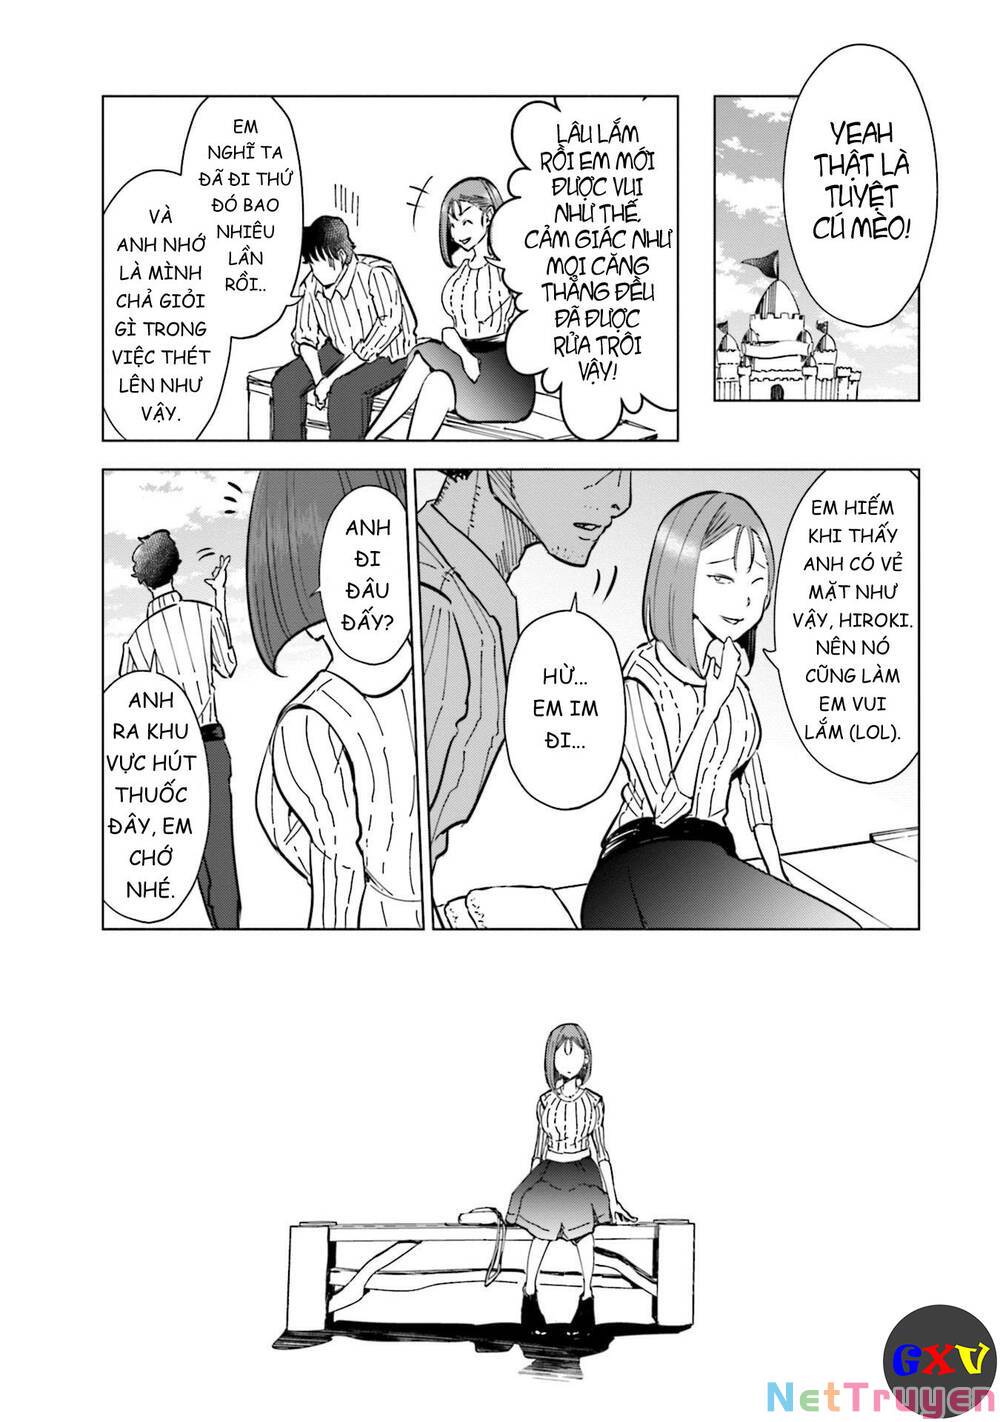 YEAH
THẬT LÀ
TUYỆT
CÚ MÈO!
LÂU LẮM
RỒI EM MỚI
ĐƯỢC VUI
NHƯ THẾ,
CẢM GIÁC NHƯ
MỌI CĂNG
THẲNG ĐỀU
ĐÃ ĐƯỢC
RỬA TRÔI
VẬY!
EM
NGHĨ TA
ĐÃ ĐI THỨ
ĐÓ BAO
NHIÊU
LẦN
RỒI..
VÀ
ANH NHỚ
LÀ MÌNH
CHẢ GIỎI
GÌ TRONG
VIỆC THÉT
LÊN NHƯ
VẬY.
EM HIẾM
KHI THẤY
ANH CÓ VẺ
MẶT NHƯ
VẬY, HIROKI.
NÊN NÓ
CŨNG LÀM
EM VUI
LẮM (LOL).
HỪ...
EM IM
ĐI...
ANH
ĐI
ĐÂU
ĐẤY?
ANH
RA KHU
VỰC HÚT
THUỐC
ĐÂY, EM
CHỜ
NHÉ.
GXV
NetTruyen